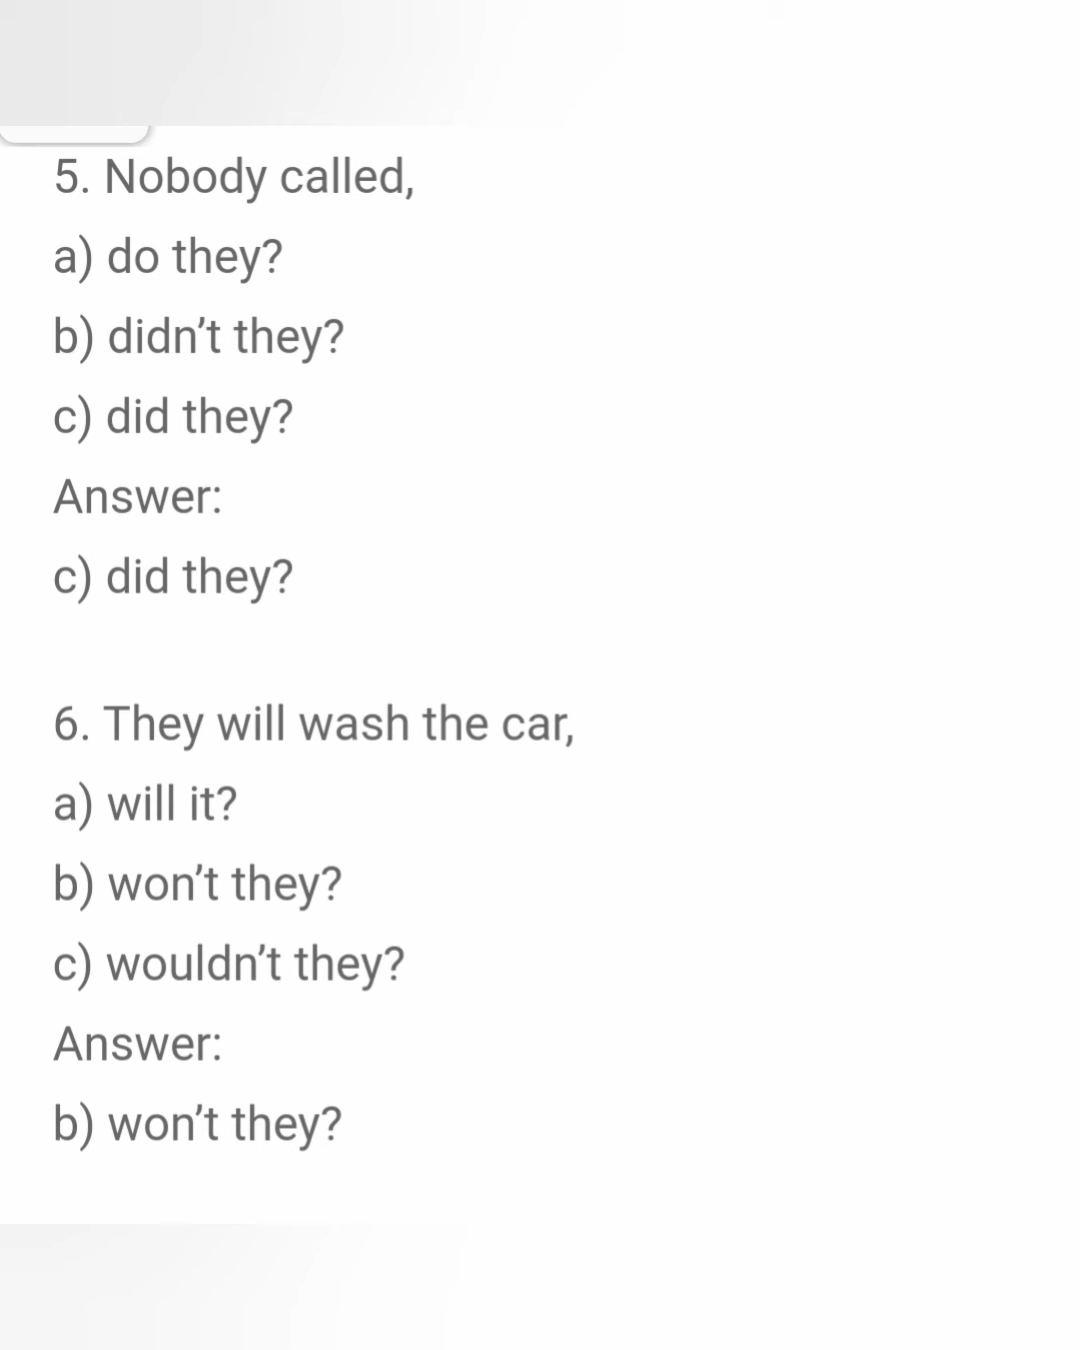 5. Nobody called,
a) do they?
b) didn’t they?
c) did they?
Answer:
c) did they?
6. They will wash the car,
a) will it?
b) won’t they?
c) wouldn’t they?
Answer:
b) won’t they?